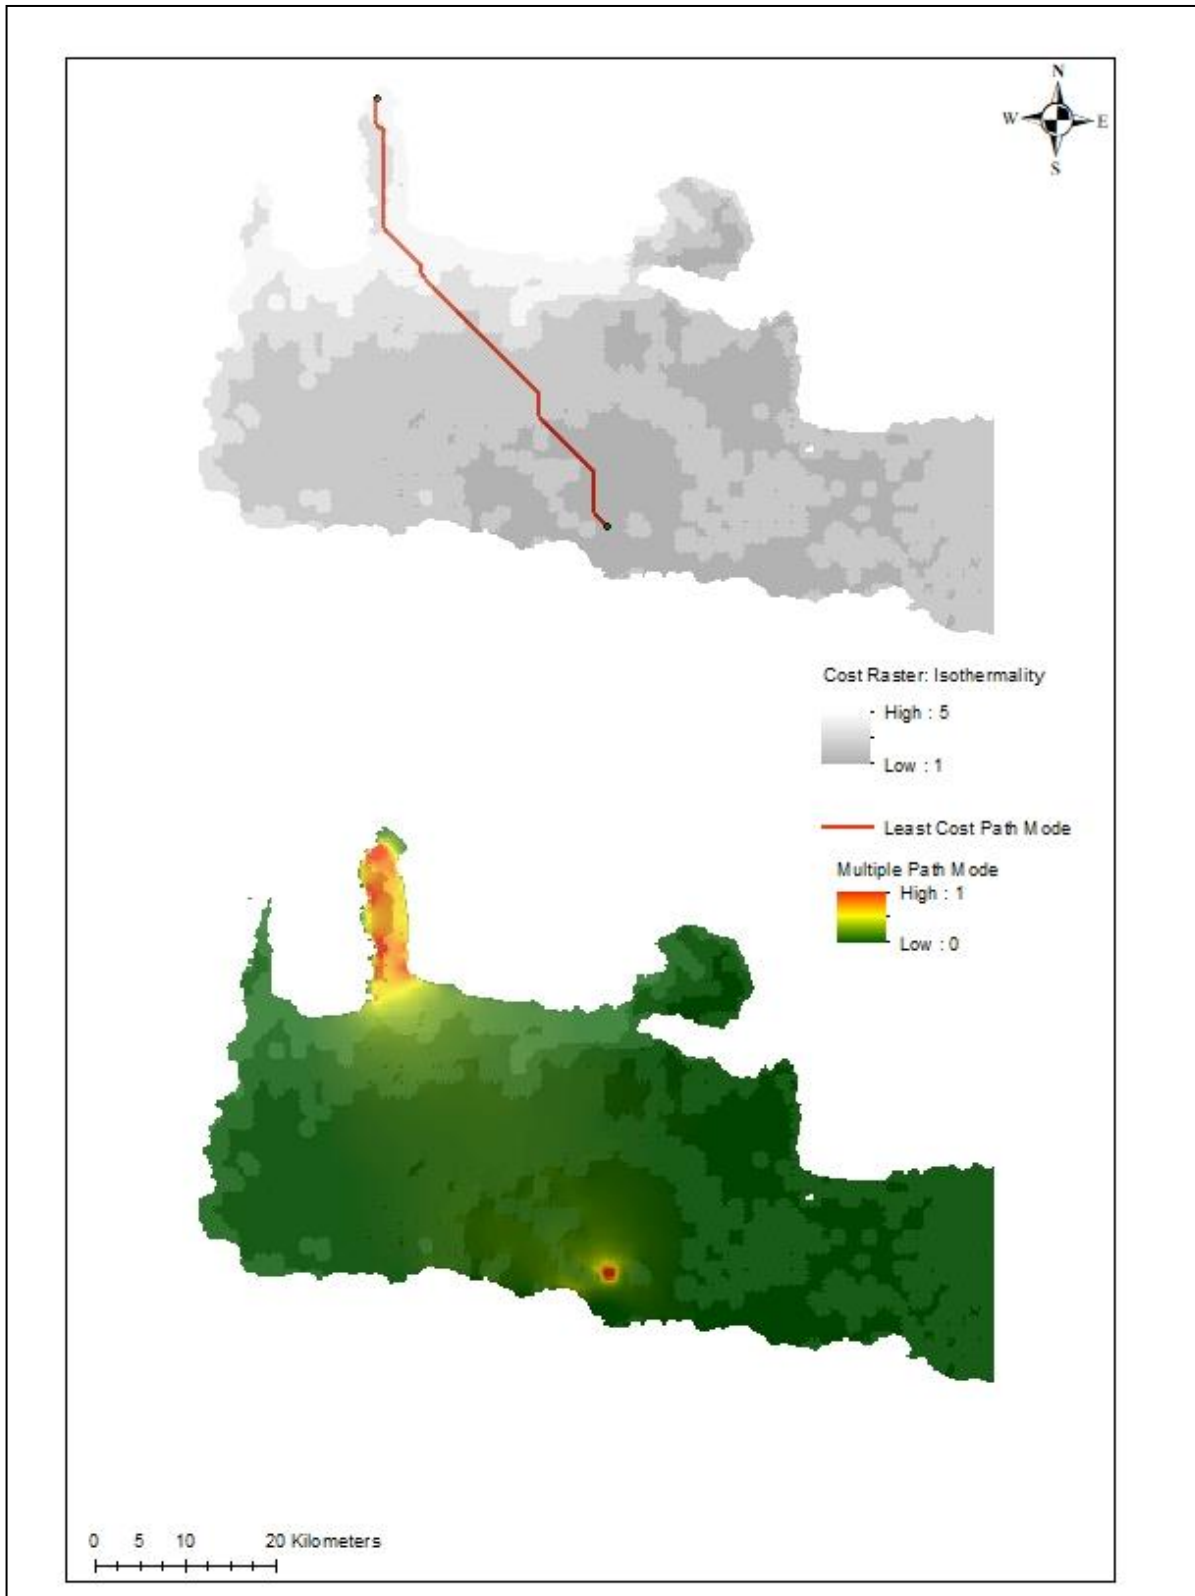 N
W E
S
Cost Raster: Isothermality
High : 5
Low : 1
Least Cost Path Mode
Multiple Path Mode
High : 1
Low : 0
0 5 10 20 Kilometers